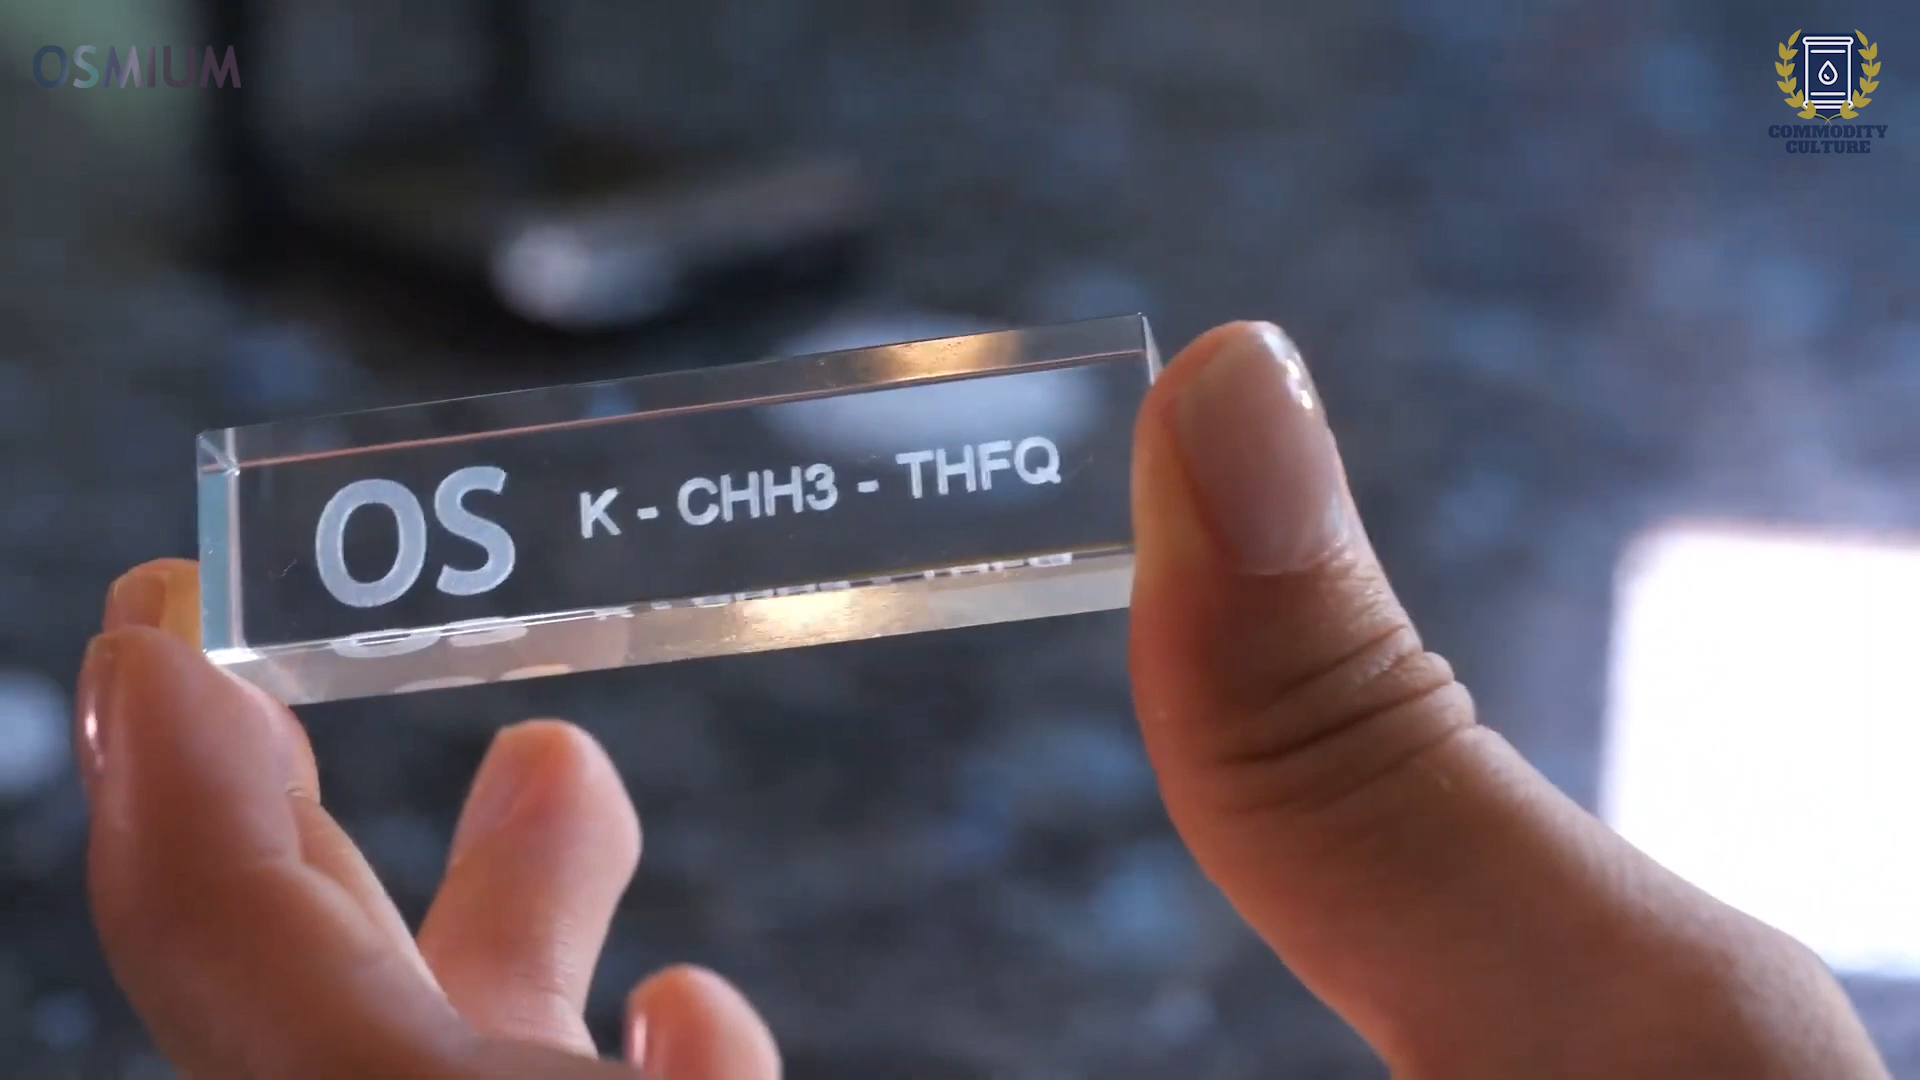 OSMIUM
COMMODITY
CULTURE
OS K - CHH3 - THFQ